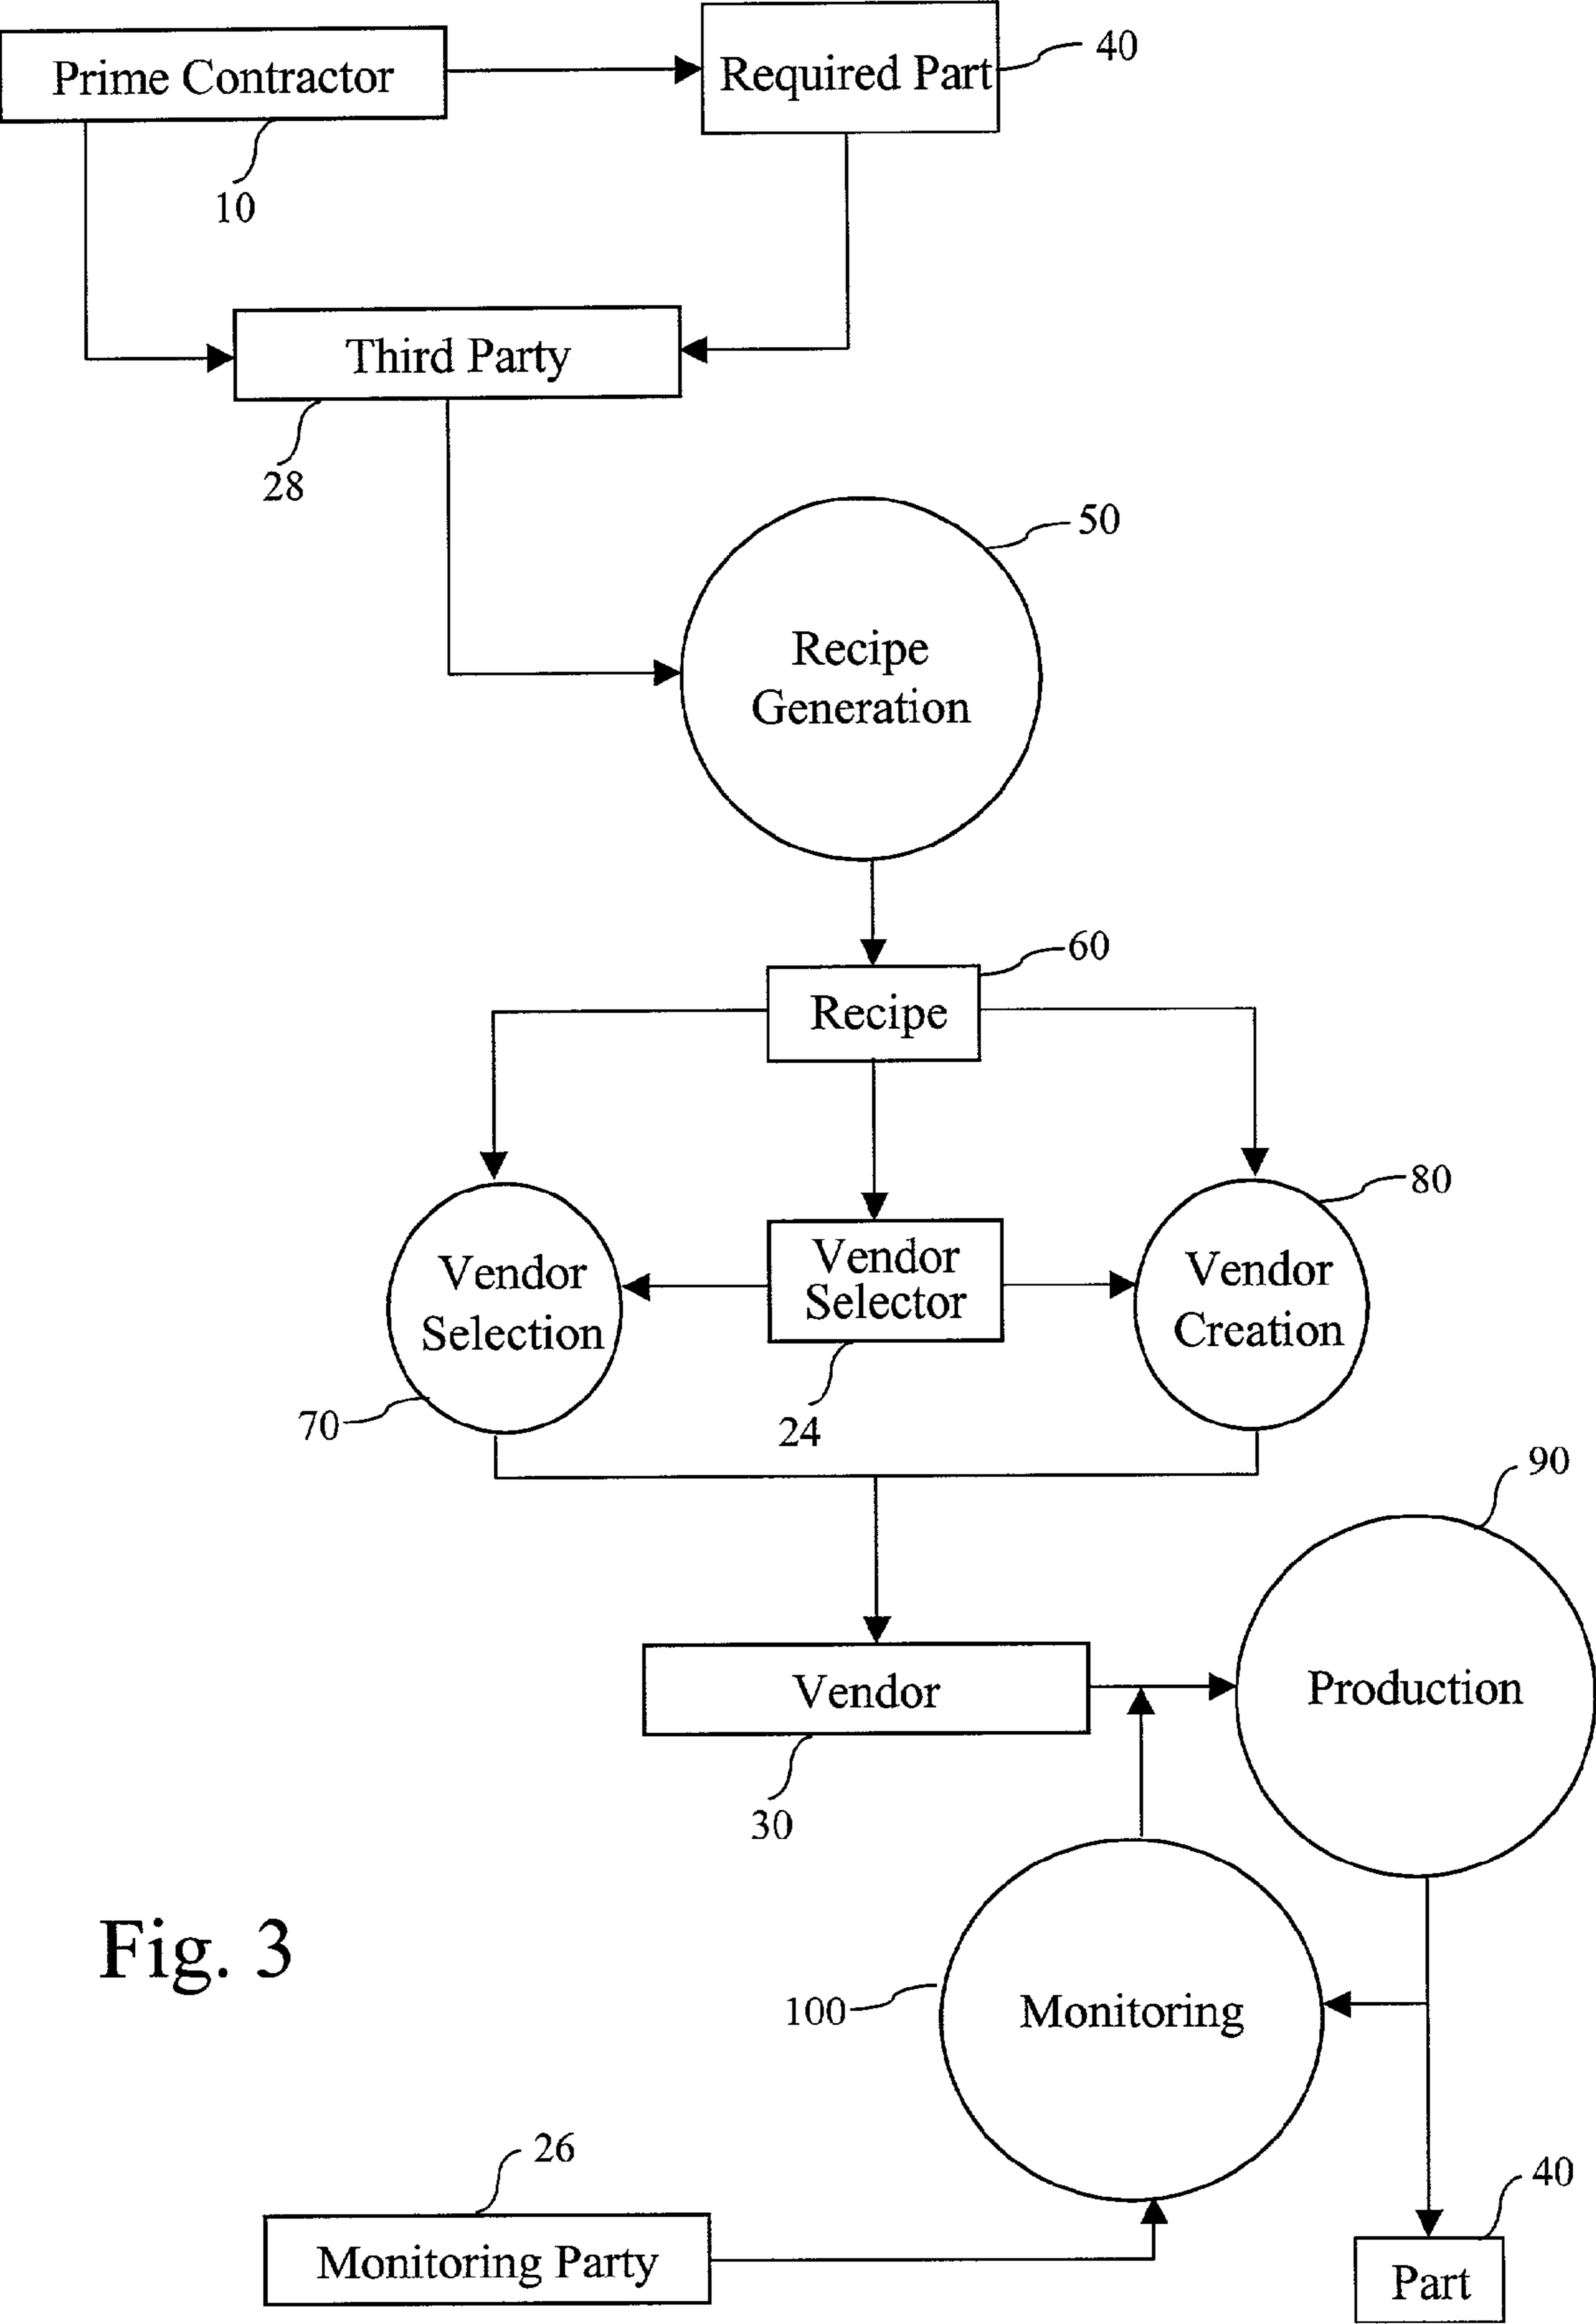 Prime Contractor
Required Part
40
10
Third Party
28
50
Recipe
Generation
60
Recipe
80
Vendor
Selection
Vendor
Selector
Vendor
Creation
70
24
90
Vendor
Production
30
Fig. 3
100
Monitoring
26
40
Monitoring Party
Part